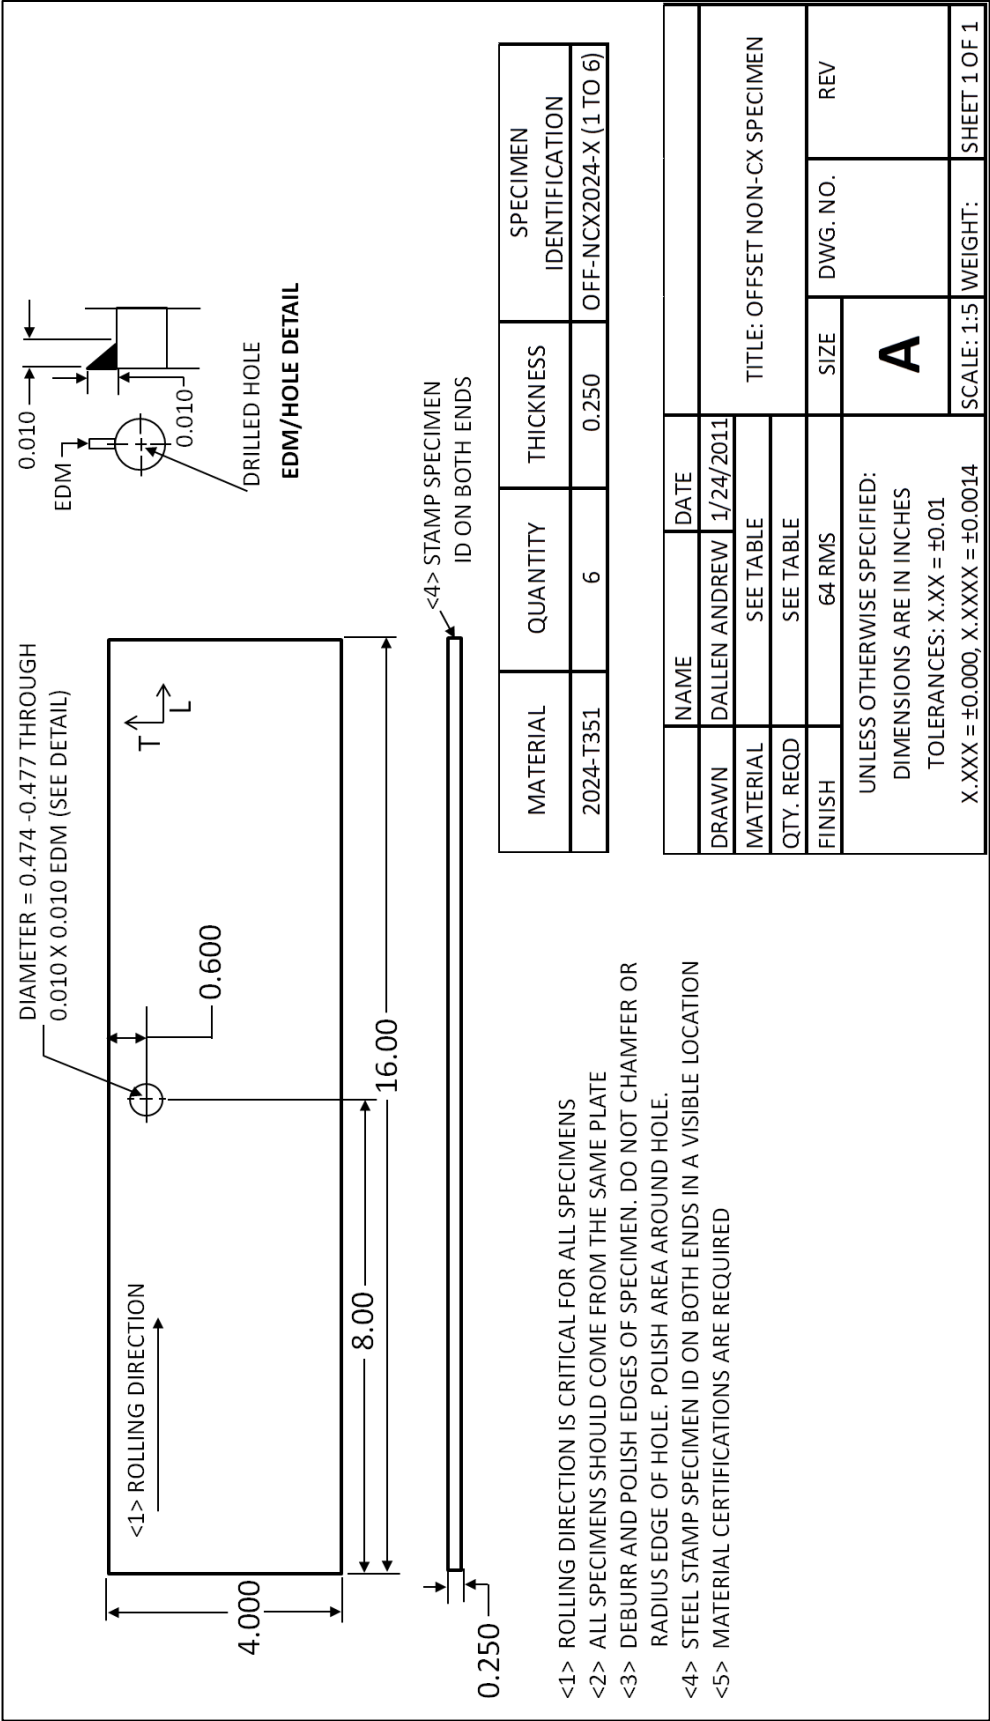 DIAMETER = 0.474 -0.477 THROUGH
0.010 X 0.010 EDM (SEE DETAIL)
<1> ROLLING DIRECTION
T
L
0.600
4.000
8.00
16.00
0.250
<4> STAMP SPECIMEN
ID ON BOTH ENDS
0.010
EDM
0.010
DRILLED HOLE
EDM/HOLE DETAIL
<1> ROLLING DIRECTION IS CRITICAL FOR ALL SPECIMENS
<2> ALL SPECIMENS SHOULD COME FROM THE SAME PLATE
<3> DEBURR AND POLISH EDGES OF SPECIMEN. DO NOT CHAMFER OR
RADIUS EDGE OF HOLE. POLISH AREA AROUND HOLE.
<4> STEEL STAMP SPECIMEN ID ON BOTH ENDS IN A VISIBLE LOCATION
<5> MATERIAL CERTIFICATIONS ARE REQUIRED
MATERIAL QUANTITY THICKNESS SPECIMEN IDENTIFICATION
2024-T351 6 0.250 OFF-NCX2024-X (1 TO 6)
NAME DATE
DRAWN DALLEN ANDREW 1/24/2011
MATERIAL SEE TABLE
QTY. REQD SEE TABLE
FINISH 64 RMS
UNLESS OTHERWISE SPECIFIED:
DIMENSIONS ARE IN INCHES
TOLERANCES: X.XX = ±0.01
X.XXX = ±0.000, X.XXXX = ±0.0014
TITLE: OFFSET NON-CX SPECIMEN
SIZE DWG. NO. REV
A
SCALE: 1:5 WEIGHT: SHEET 1 OF 1